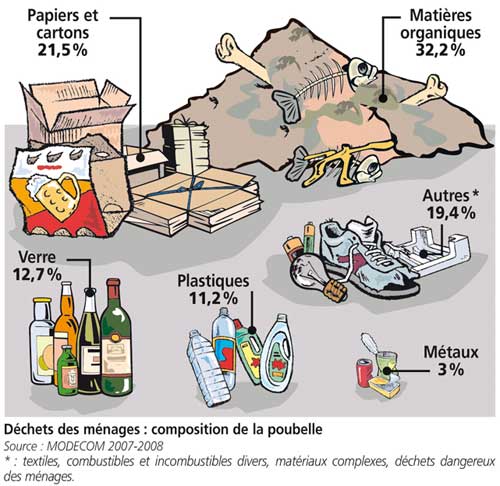 Papiers et
cartons
21,5 %
Matières
organiques
32,2 %
Autres *
19,4 %
Verre
12,7 %
Plastiques
11,2 %
Métaux
3 %
Déchets des ménages : composition de la poubelle
Source : MODECOM 2007-2008
* : textiles, combustibles et incombustibles divers, matériaux complexes, déchets dangereux
des ménages.